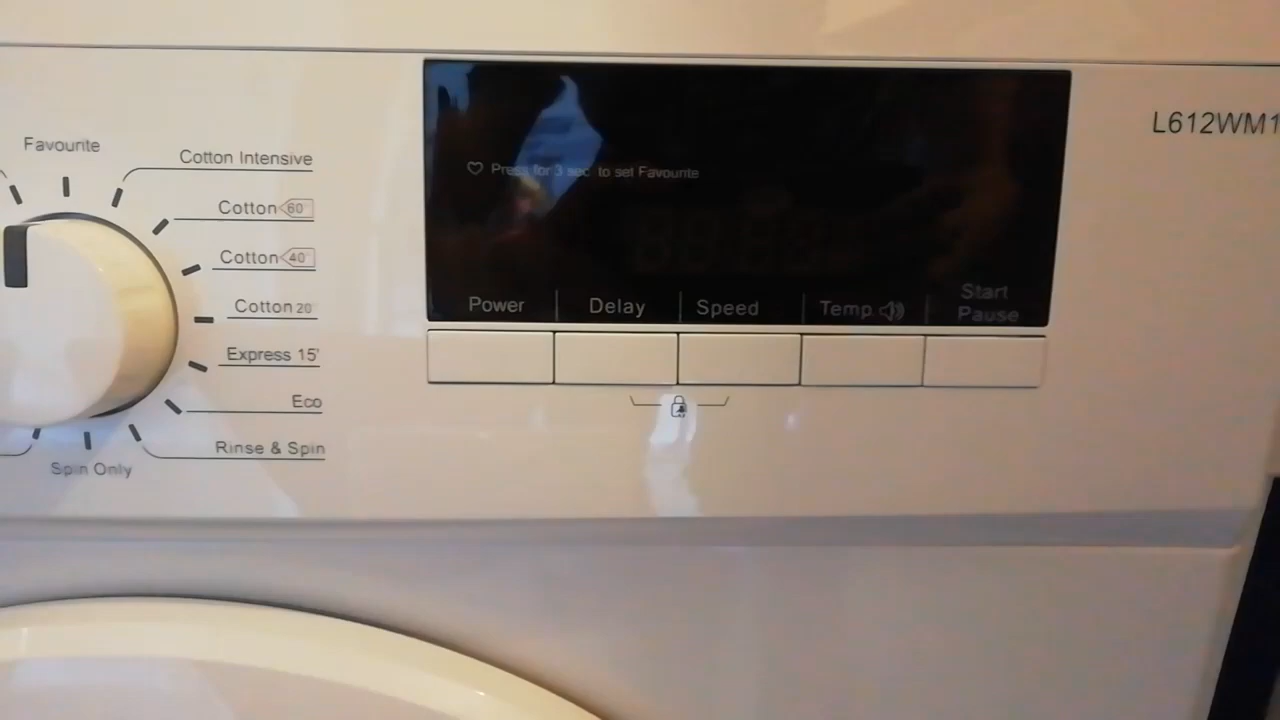 Favourite
Cotton Intensive
Cotton 60°
Cotton 40°
Cotton 20°
Express 15'
Eco
Rinse & Spin
Spin Only
Press for 3 sec. to set Favourite
Power
Delay
Speed
Temp
Start
Pause
L612WM1